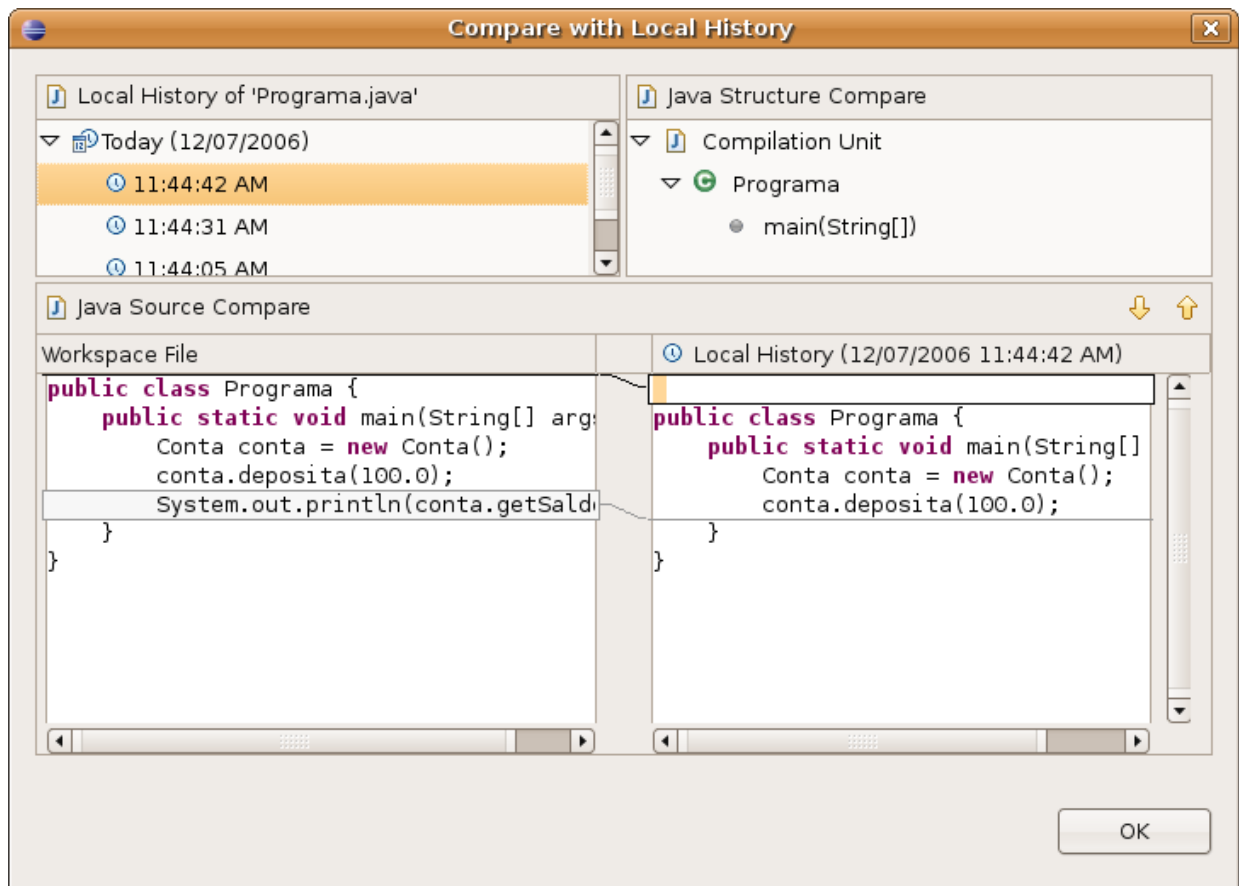 Compare with Local History
Local History of 'Programa.java'
Today (12/07/2006)
11:44:42 AM
11:44:31 AM
11:44:05 AM
Java Structure Compare
Compilation Unit
Programa
main(String[])
Java Source Compare
Workspace File
public class Programa {
public static void main(String[] arg
Conta conta = new Conta();
conta.deposita(100.0);
System.out.println(conta.getSald
}
}
Local History (12/07/2006 11:44:42 AM)
public class Programa {
public static void main(String[]
Conta conta = new Conta();
conta.deposita(100.0);
}
}
OK